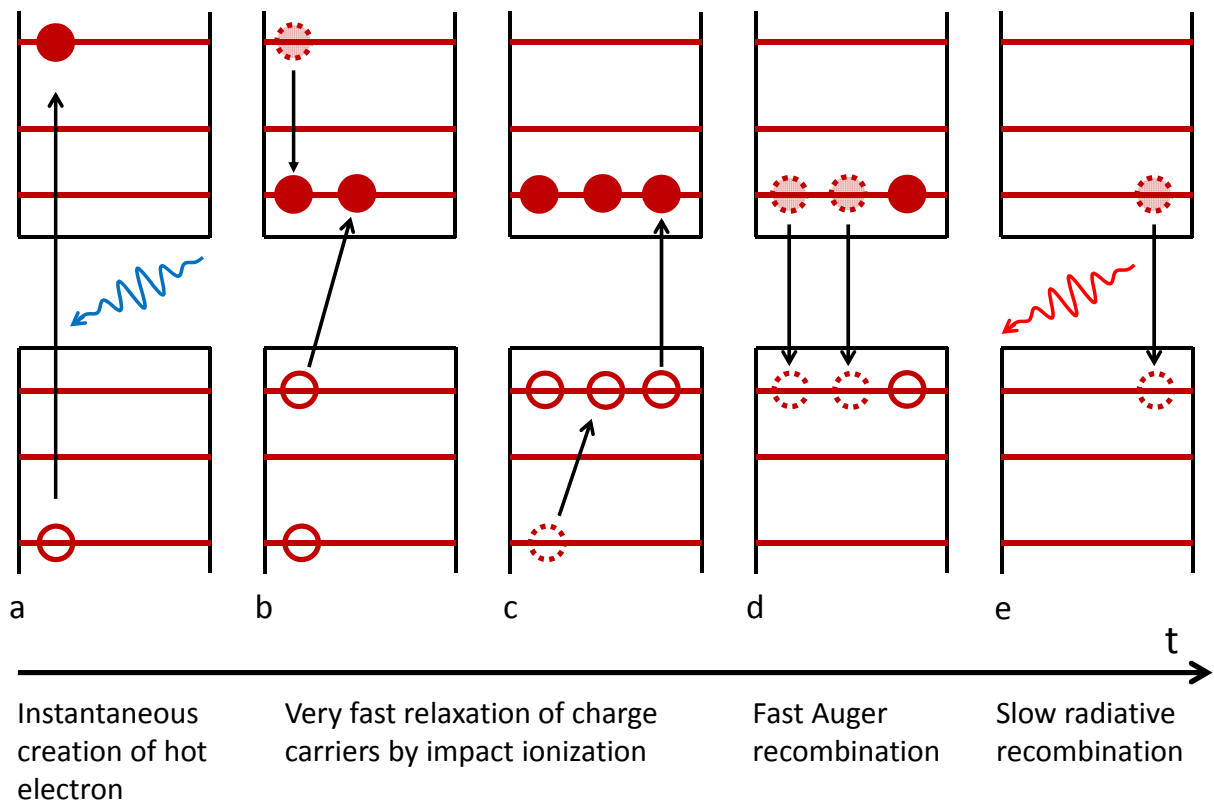 a
b
c
d
e
t
Instantaneous
creation of hot
electron
Very fast relaxation of charge
carriers by impact ionization
Fast Auger
recombination
Slow radiative
recombination